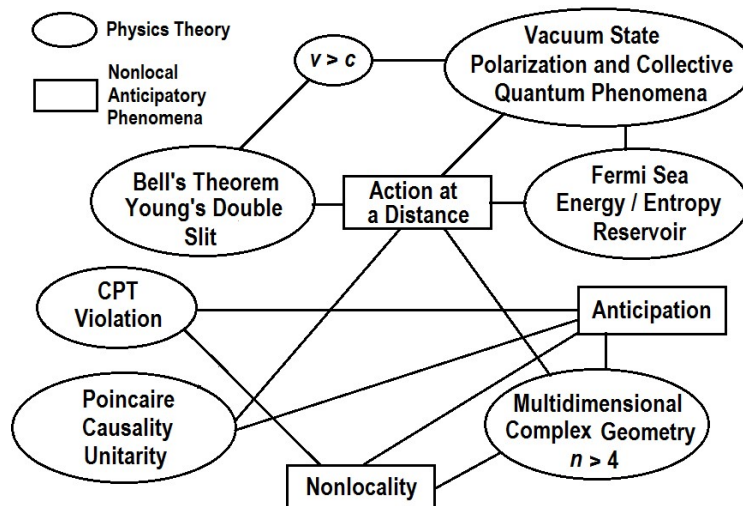 Physics Theory
Nonlocal
Anticipatory
Phenomena
v > c
Vacuum State
Polarization and Collective
Quantum Phenomena
Bell's Theorem
Young's Double
Slit
Action at
a Distance
Fermi Sea
Energy / Entropy
Reservoir
CPT
Violation
Anticipation
Poincaire
Causality
Unitarity
Multidimensional
Complex Geometry
n > 4
Nonlocality